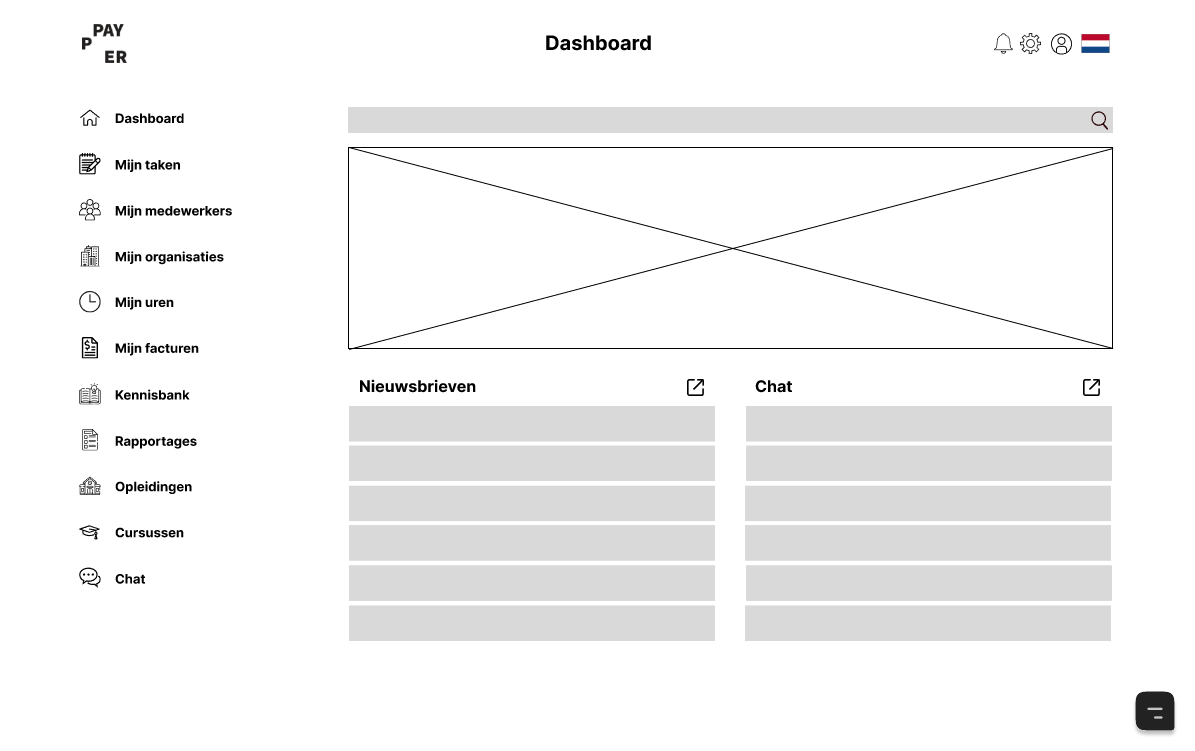 PAY
P
ER
Dashboard
Dashboard
Mijn taken
Mijn medewerkers
Mijn organisaties
Mijn uren
Mijn facturen
Kennisbank
Rapportages
Opleidingen
Cursussen
Chat
Nieuwsbrieven
Chat